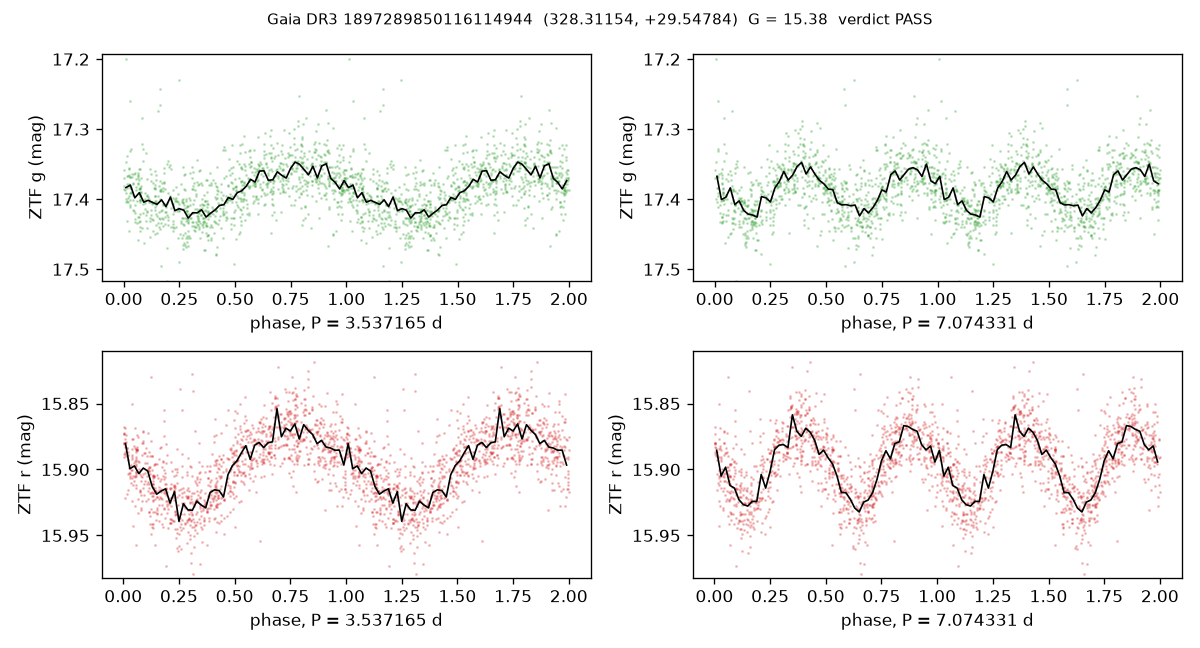 Gaia DR3 1897289850116114944 (328.31154, +29.54784) G = 15.38 verdict PASS
ZTF g (mag)
17.2
17.3
17.4
17.5
0.00 0.25 0.50 0.75 1.00 1.25 1.50 1.75 2.00
phase, P = 3.537165 d
ZTF g (mag)
17.2
17.3
17.4
17.5
0.00 0.25 0.50 0.75 1.00 1.25 1.50 1.75 2.00
phase, P = 7.074331 d
ZTF r (mag)
15.85
15.90
15.95
0.00 0.25 0.50 0.75 1.00 1.25 1.50 1.75 2.00
phase, P = 3.537165 d
ZTF r (mag)
15.85
15.90
15.95
0.00 0.25 0.50 0.75 1.00 1.25 1.50 1.75 2.00
phase, P = 7.074331 d